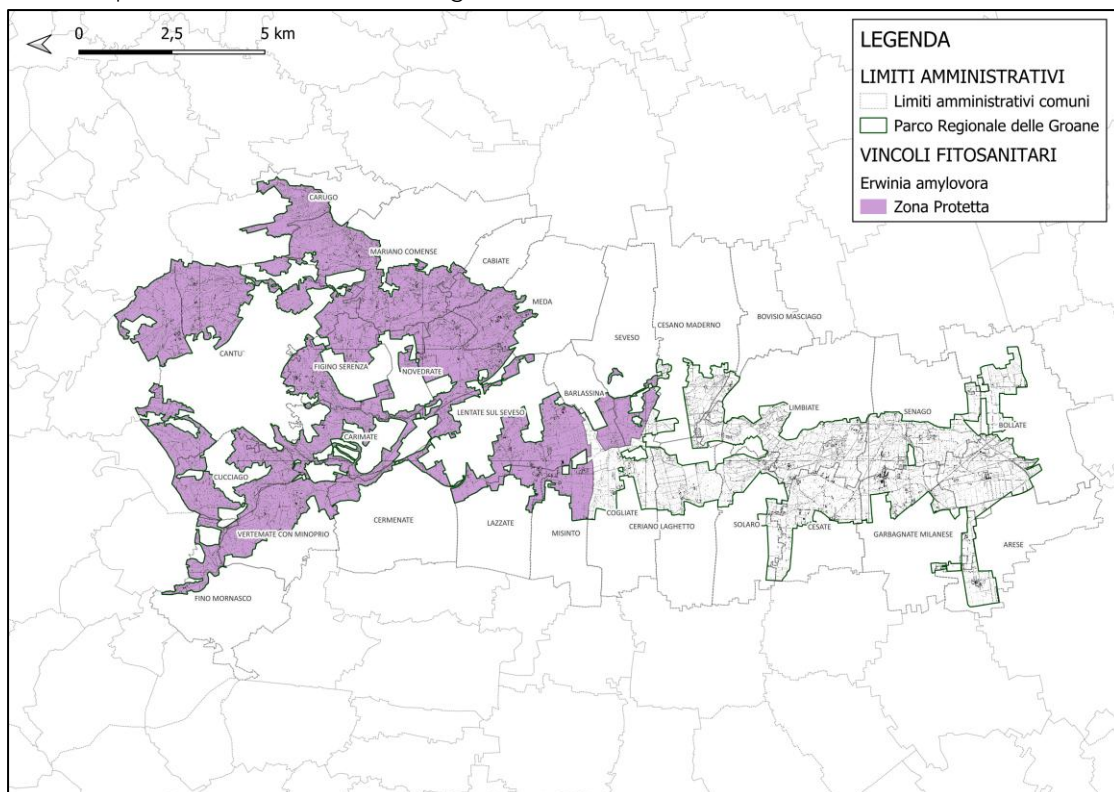 0 2,5 5 km
LEGENDA
LIMITI AMMINISTRATIVI
Limiti amministrativi comuni
Parco Regionale delle Groane
VINCOLI FITOSANITARI
Erwinia amylovora
Zona Protetta
CARUGO
MARIANO COMENSE
CABIATE
MEDA
SEVESO
CESANO MADERNO
BOVISIO MASCIAGO
CANTU'
FIGINO SERENZA
NOVEDRATE
BARLASSINA
LENTATE SUL SEVESO
LIMBIATE
SENAGO
BOLLATE
CARIMATE
CUCCIAGO
VERTEMATE CON MINOPRIO
CERMENATE
LAZZATE
MISINTO
COGLIATE
CERIANO LAGHETTO
SOLARO
CESATE
GARBAGNATE MILANESE
ARESE
FINO MORNASCO